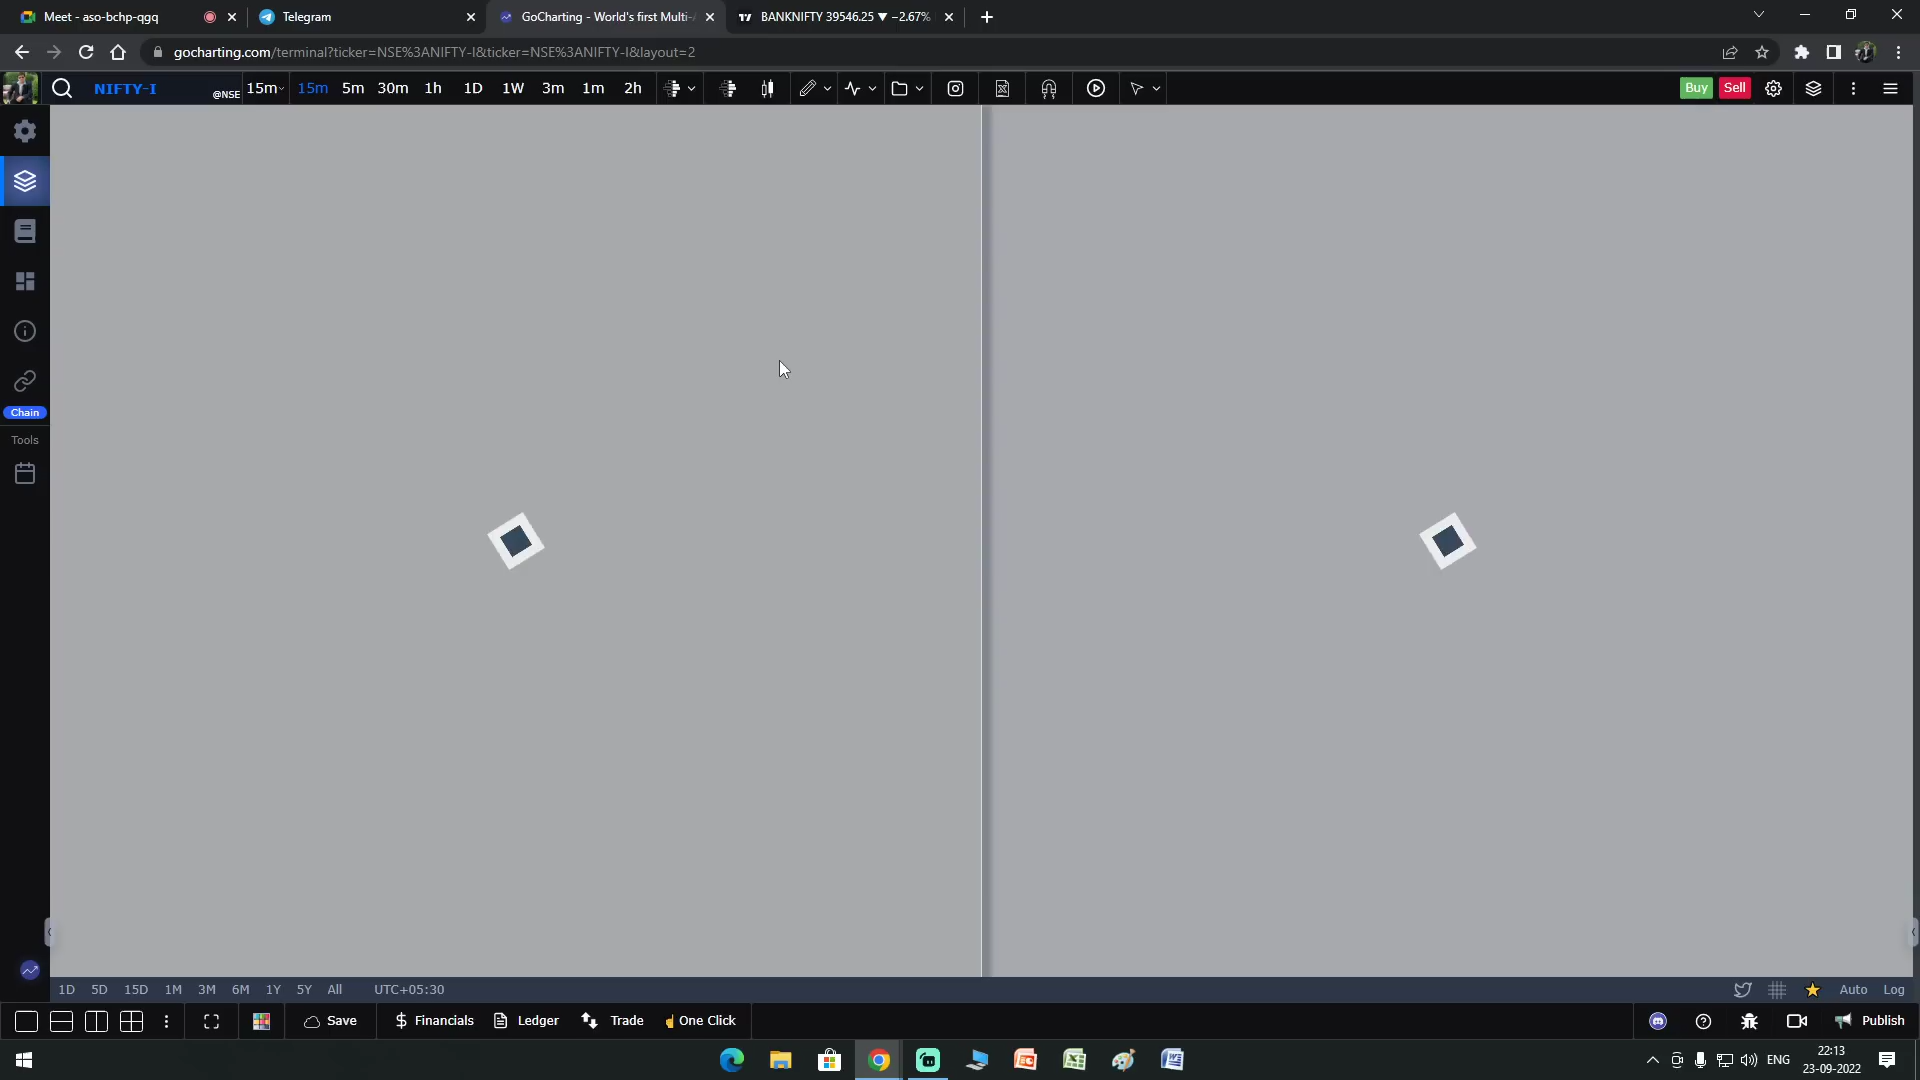 Meet - aso-bchp-qgq
Telegram
GoCharting - World's first Multi-
BANKNIFTY 39546.25 ▼ −2.67%
gocharting.com/terminal?ticker=NSE%3ANIFTY-I&ticker=NSE%3ANIFTY-I&layout=2
NIFTY-I @NSE 15m 15m 5m 30m 1h 1D 1W 3m 1m 2h Buy Sell
Chain
Tools
1D 5D 15D 1M 3M 6M 1Y 5Y All UTC+05:30 Auto Log
Save $ Financials Ledger Trade One Click Publish
ENG
22:13
23-09-2022